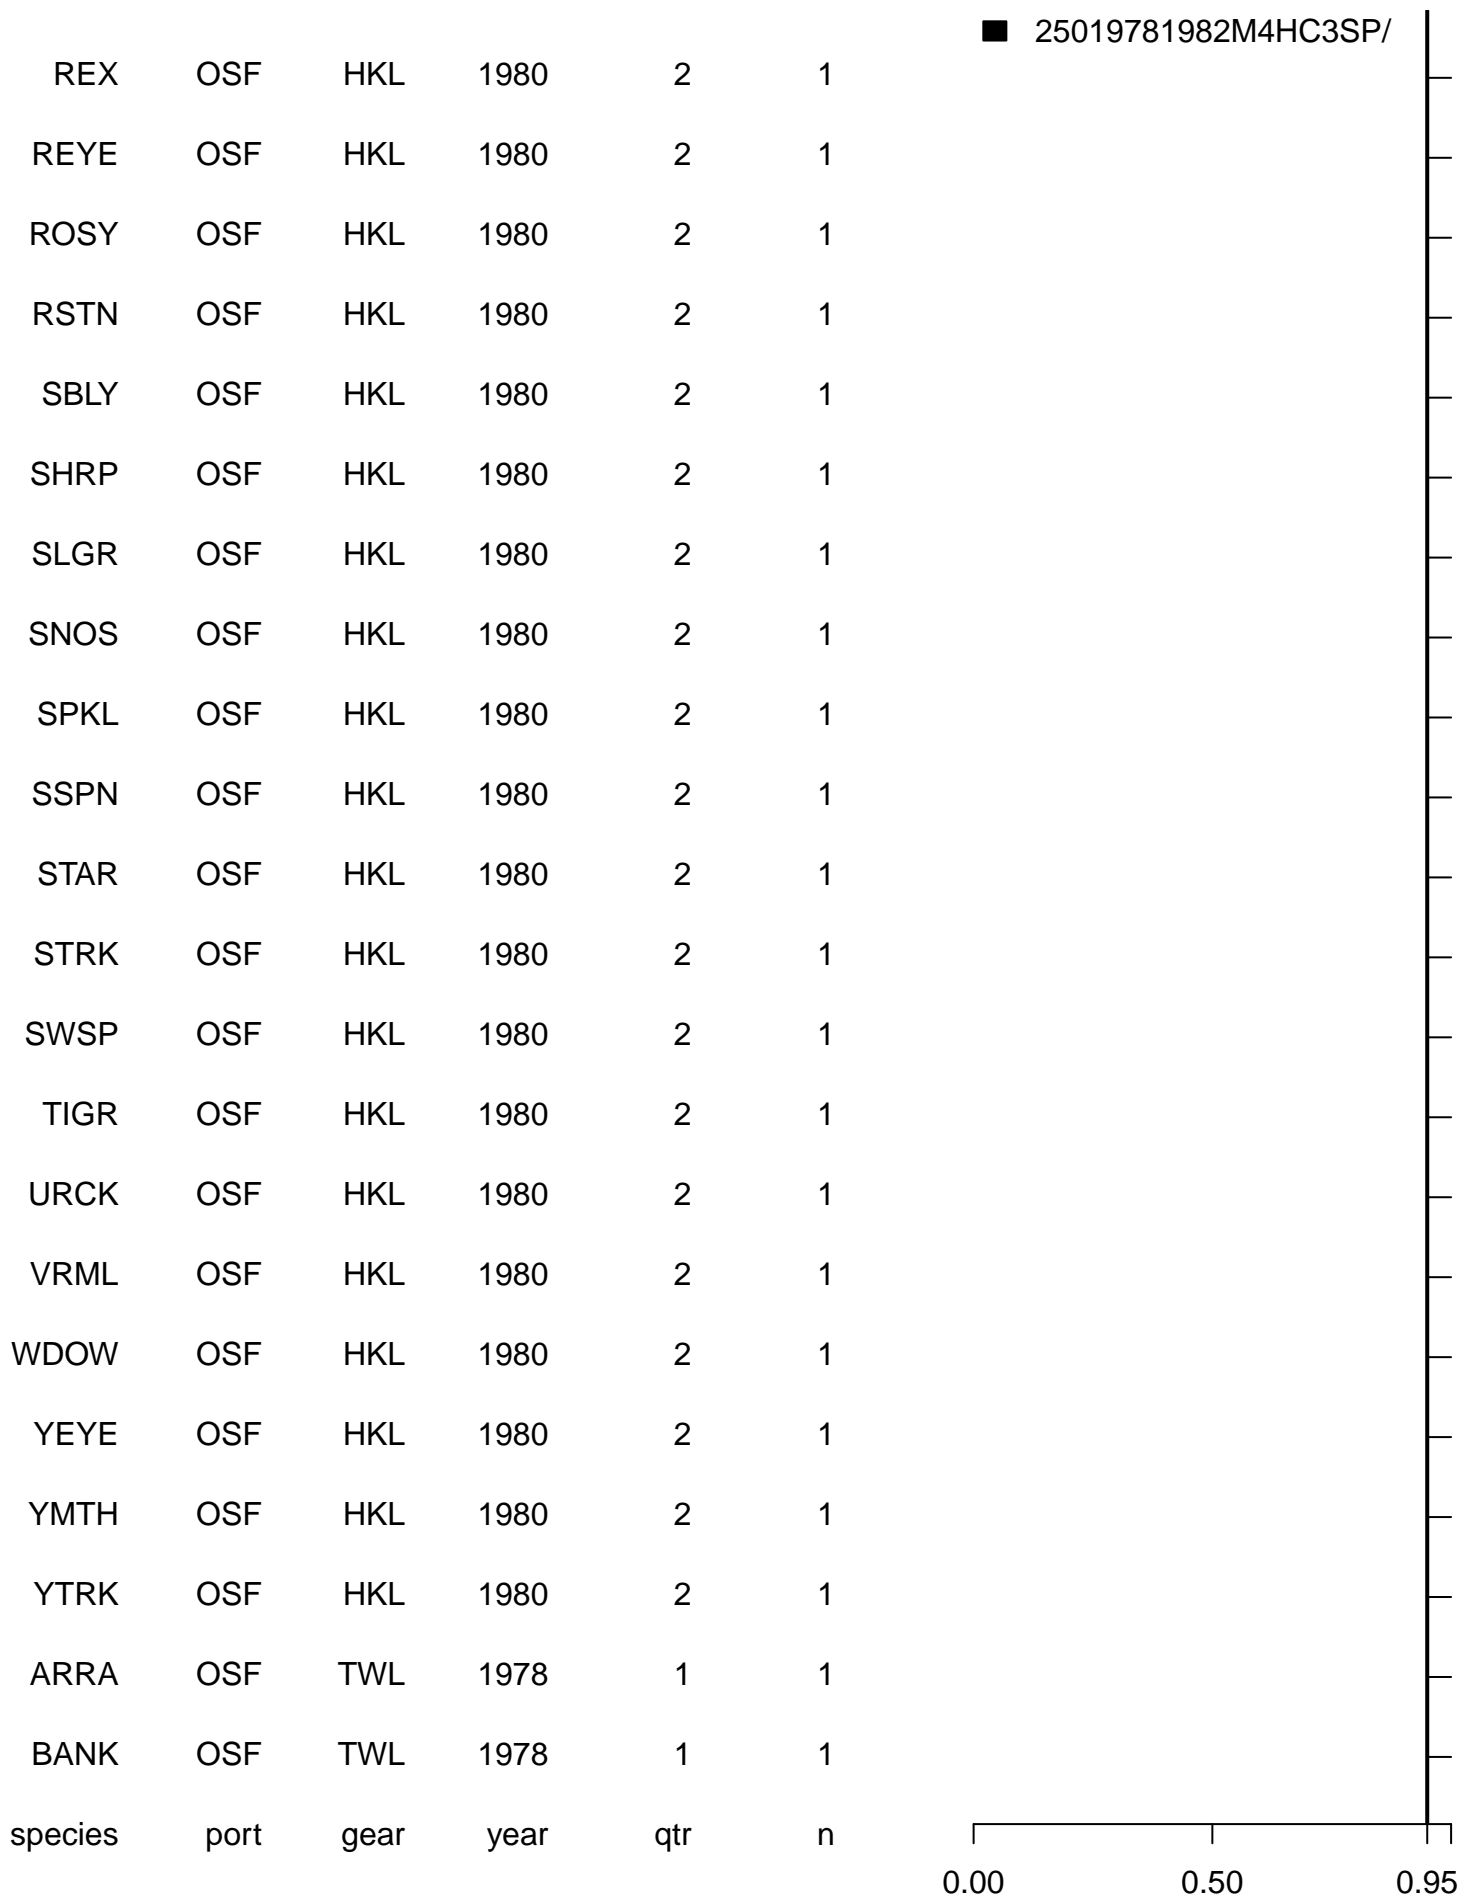 25019781982M4HC3SP/
REX OSF HKL 1980 2 1
REYE OSF HKL 1980 2 1
ROSY OSF HKL 1980 2 1
RSTN OSF HKL 1980 2 1
SBLY OSF HKL 1980 2 1
SHRP OSF HKL 1980 2 1
SLGR OSF HKL 1980 2 1
SNOS OSF HKL 1980 2 1
SPKL OSF HKL 1980 2 1
SSPN OSF HKL 1980 2 1
STAR OSF HKL 1980 2 1
STRK OSF HKL 1980 2 1
SWSP OSF HKL 1980 2 1
TIGR OSF HKL 1980 2 1
URCK OSF HKL 1980 2 1
VRML OSF HKL 1980 2 1
WDOW OSF HKL 1980 2 1
YEYE OSF HKL 1980 2 1
YMTH OSF HKL 1980 2 1
YTRK OSF HKL 1980 2 1
ARRA OSF TWL 1978 1 1
BANK OSF TWL 1978 1 1
species port gear year qtr n
0.00 0.50 0.95